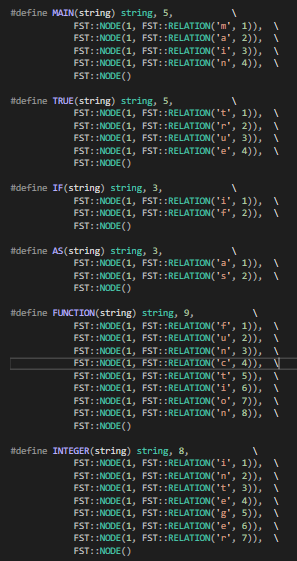 #define MAIN(string) string, 5, \
FST::NODE(1, FST::RELATION('m', 1)), \
FST::NODE(1, FST::RELATION('a', 2)), \
FST::NODE(1, FST::RELATION('i', 3)), \
FST::NODE(1, FST::RELATION('n', 4)), \
FST::NODE()
#define TRUE(string) string, 5, \
FST::NODE(1, FST::RELATION('t', 1)), \
FST::NODE(1, FST::RELATION('r', 2)), \
FST::NODE(1, FST::RELATION('u', 3)), \
FST::NODE(1, FST::RELATION('e', 4)), \
FST::NODE()
#define IF(string) string, 3, \
FST::NODE(1, FST::RELATION('i', 1)), \
FST::NODE(1, FST::RELATION('f', 2)), \
FST::NODE()
#define AS(string) string, 3, \
FST::NODE(1, FST::RELATION('a', 1)), \
FST::NODE(1, FST::RELATION('s', 2)), \
FST::NODE()
#define FUNCTION(string) string, 9, \
FST::NODE(1, FST::RELATION('f', 1)), \
FST::NODE(1, FST::RELATION('u', 2)), \
FST::NODE(1, FST::RELATION('n', 3)), \
FST::NODE(1, FST::RELATION('c', 4)), \
FST::NODE(1, FST::RELATION('t', 5)), \
FST::NODE(1, FST::RELATION('i', 6)), \
FST::NODE(1, FST::RELATION('o', 7)), \
FST::NODE(1, FST::RELATION('n', 8)), \
FST::NODE()
#define INTEGER(string) string, 8, \
FST::NODE(1, FST::RELATION('i', 1)), \
FST::NODE(1, FST::RELATION('n', 2)), \
FST::NODE(1, FST::RELATION('t', 3)), \
FST::NODE(1, FST::RELATION('e', 4)), \
FST::NODE(1, FST::RELATION('g', 5)), \
FST::NODE(1, FST::RELATION('e', 6)), \
FST::NODE(1, FST::RELATION('r', 7)), \
FST::NODE()